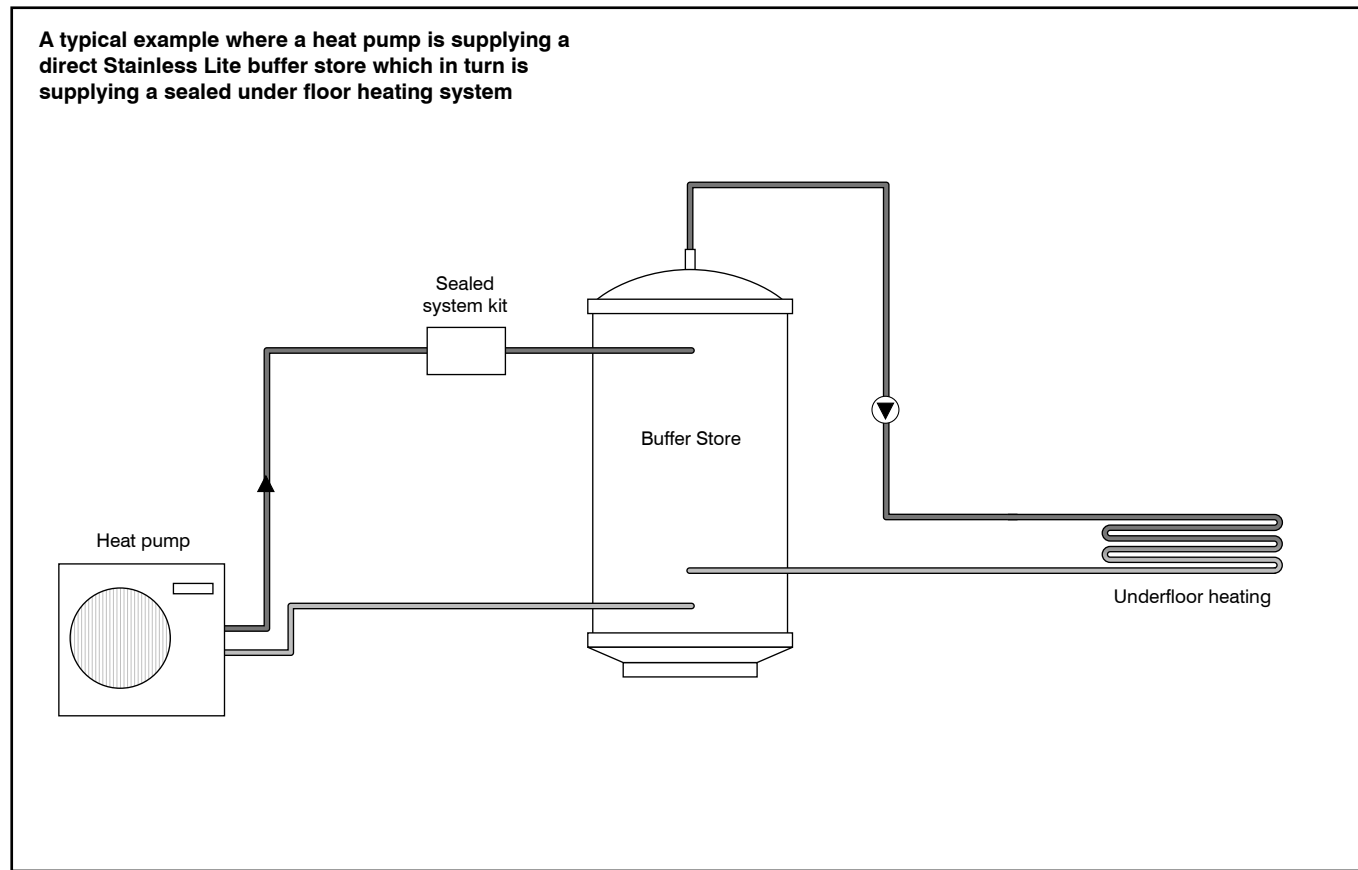 A typical example where a heat pump is supplying a
direct Stainless Lite buffer store which in turn is
supplying a sealed under floor heating system
Sealed
system kit
Buffer Store
Heat pump
Underfloor heating